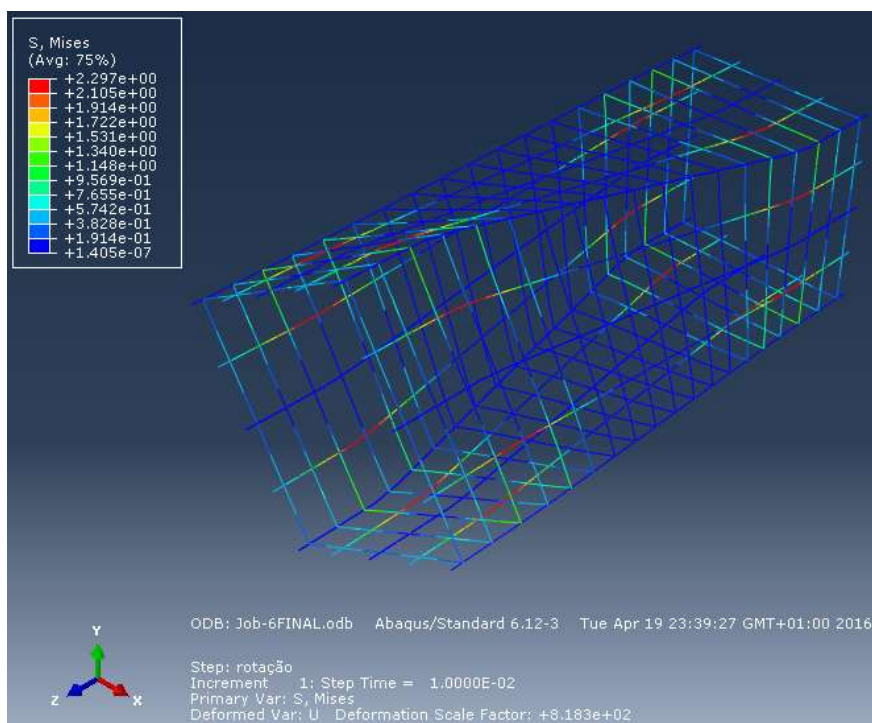 S, Mises
(Avg: 75%)
+2.297e+00
+2.105e+00
+1.914e+00
+1.722e+00
+1.531e+00
+1.340e+00
+1.148e+00
+9.569e-01
+7.655e-01
+5.742e-01
+3.828e-01
+1.914e-01
+1.405e-07
Y
Z
X
ODB: Job-6FINAL.odb Abaqus/Standard 6.12-3 Tue Apr 19 23:39:27 GMT+01:00 2016
Step: rotação
Increment 1: Step Time = 1.0000E-02
Primary Var: S, Mises
Deformed Var: U Deformation Scale Factor: +8.183e+02